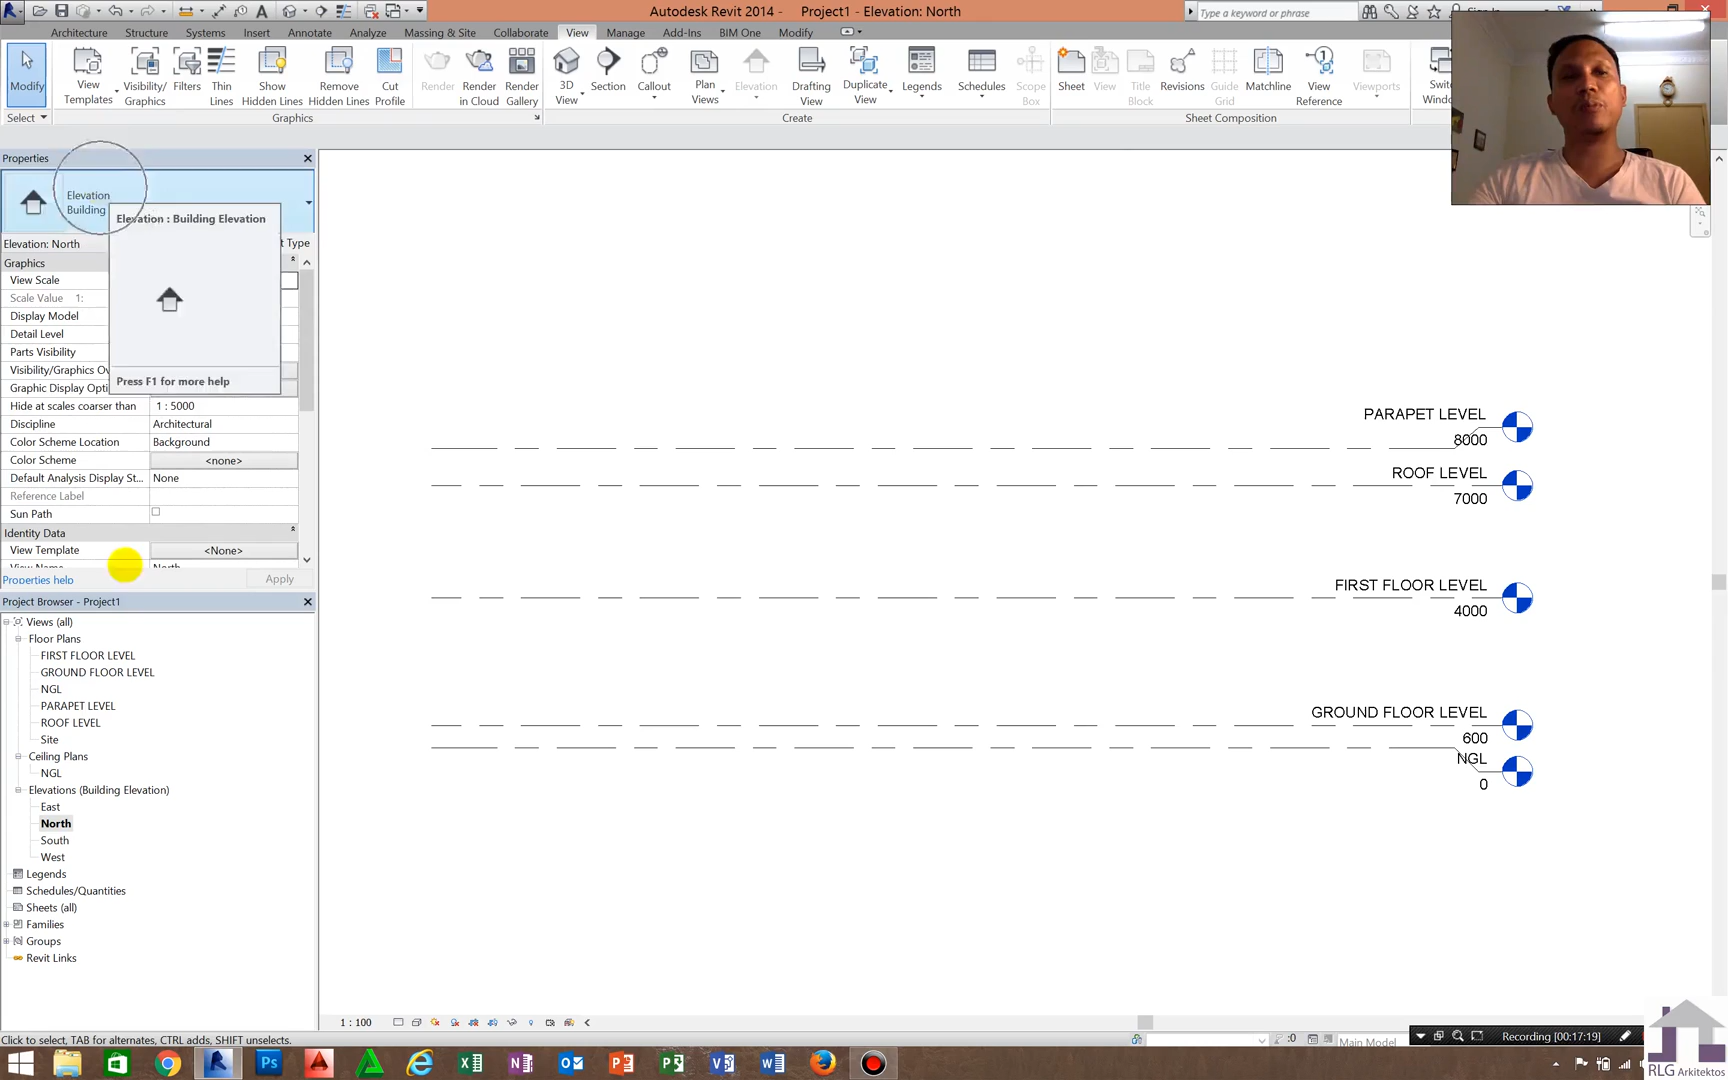 Autodesk Revit 2014 - Project1 - Elevation: North
Type a keyword or phrase
Architecture Structure Systems Insert Annotate Analyze Massing & Site Collaborate View Manage Add-Ins BIM One Modify
Modify
View Templates
Visibility/ Graphics
Filters
Thin Lines
Show Hidden Lines
Remove Hidden Lines
Cut Profile
Render
Render in Cloud
Render Gallery
3D View
Section
Callout
Plan Views
Elevation
Drafting View
Duplicate View
Legends
Schedules
Scope Box
Sheet
View
Title Block
Revisions
Guide Grid
Matchline
View Reference
Viewports
Select
Graphics
Create
Sheet Composition
Properties
Elevation
Building
Elevation : Building Elevation
Press F1 for more help
Elevation: North
t Type
Graphics
View Scale
Scale Value 1:
Display Model
Detail Level
Parts Visibility
Visibility/Graphics Ov
Graphic Display Opti
Hide at scales coarser than 1 : 5000
Discipline Architectural
Color Scheme Location Background
Color Scheme <none>
Default Analysis Display St... None
Reference Label
Sun Path
Identity Data
View Template <None>
View Name North
Properties help
Apply
Project Browser - Project1
Views (all)
Floor Plans
FIRST FLOOR LEVEL
GROUND FLOOR LEVEL
NGL
PARAPET LEVEL
ROOF LEVEL
Site
Ceiling Plans
NGL
Elevations (Building Elevation)
East
North
South
West
Legends
Schedules/Quantities
Sheets (all)
Families
Groups
Revit Links
PARAPET LEVEL
8000
ROOF LEVEL
7000
FIRST FLOOR LEVEL
4000
GROUND FLOOR LEVEL
600
NGL
0
1 : 100
Click to select, TAB for alternates, CTRL adds, SHIFT unselects.
:0
Main Model
Recording [00:17:19]
RLG Arkitektos